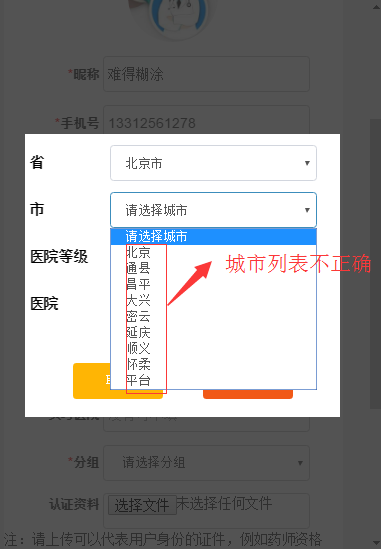 *昵称 难得糊涂
*手机号 13312561278
省 北京市
市 请选择城市
请选择城市
北京
通县
昌平
大兴
密云
延庆
顺义
怀柔
平台
城市列表不正确
医院等级
医院
*分组 请选择分组
认证资料 选择文件 未选择任何文件
注：请上传可以代表用户身份的证件，例如药师资格